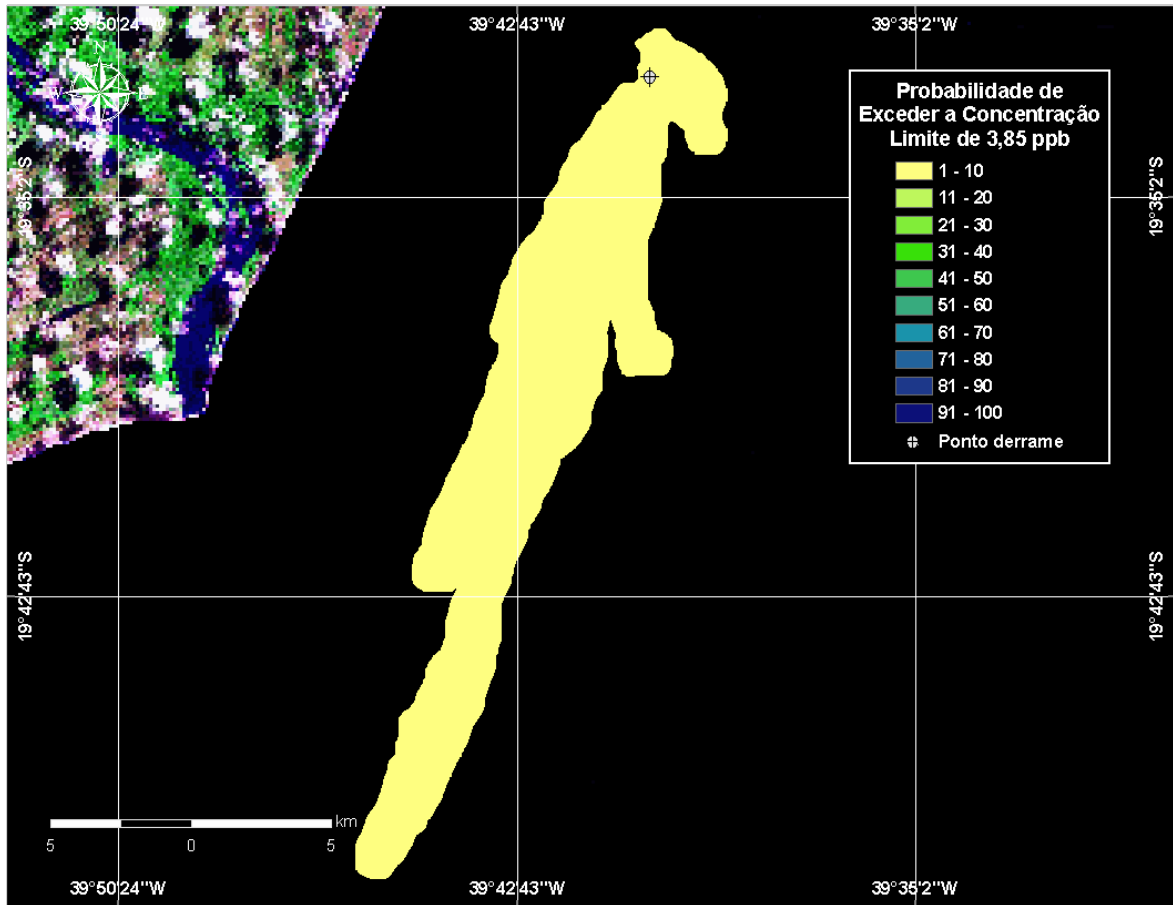 39°50'24"W
39°42'43"W
39°35'2"W
N
W
E
S
19°35'2"S
19°35'2"S
Probabilidade de
Exceder a Concentração
Limite de 3,85 ppb
1 - 10
11 - 20
21 - 30
31 - 40
41 - 50
51 - 60
61 - 70
71 - 80
81 - 90
91 - 100
Ponto derrame
19°42'43"S
19°42'43"S
km
5
0
5
39°50'24"W
39°42'43"W
39°35'2"W